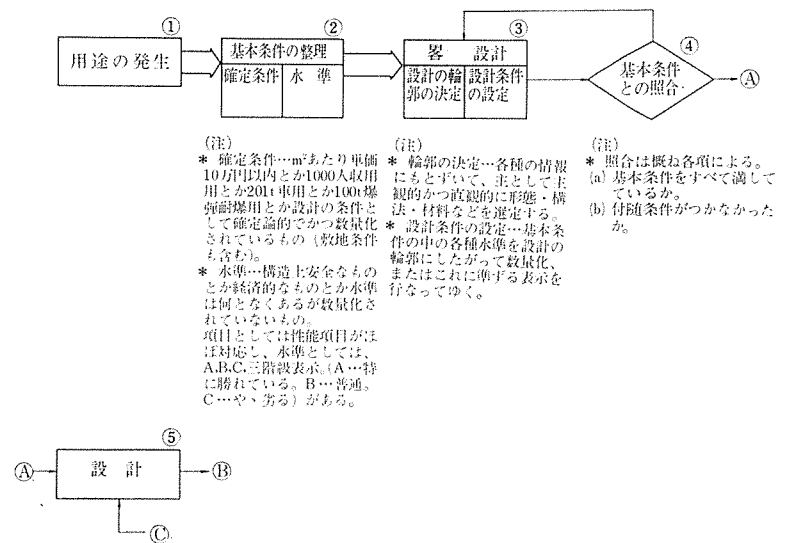 ①
用途の発生
②
基本条件の整理
確定条件 水準
③
畧 設計
設計の輪
郭の決定
設計条件
の設定
④
基本条件
との照合
Ⓐ
(注)
* 確定条件…m²あたり単価
10万円以内とか1000人収用
用とか201t車用とか100t爆
弾耐爆用とか設計の条件と
して確定論的でかつ数量化
されているもの(敷地条件
も含む)。
* 水準…構造上安全なもの
とか経済的なものとか水準
は何となくあるが数量化さ
れていないもの。
項目としては性能項目がほ
ぼ対応し、水準としては、
A.B.C.三階級表示。(A…特
に勝れている。B…普通。
C…やヽ劣る)がある。
(注)
* 輪郭の決定…各種の情報
にもとずいて、主として主
観的かつ直観的に形態・構
法・材料などを選定する。
* 設計条件の設定…基本条
件の中の各種水準を設計の
輪郭にしたがって数量化、
またはこれに準ずる表示を
行なってゆく。
(注)
* 照合は概ね各項による。
(a) 基本条件をすべて満して
ているか。
(b) 付随条件がつかなかった
か。
⑤
Ⓐ 設計 Ⓑ
Ⓒ